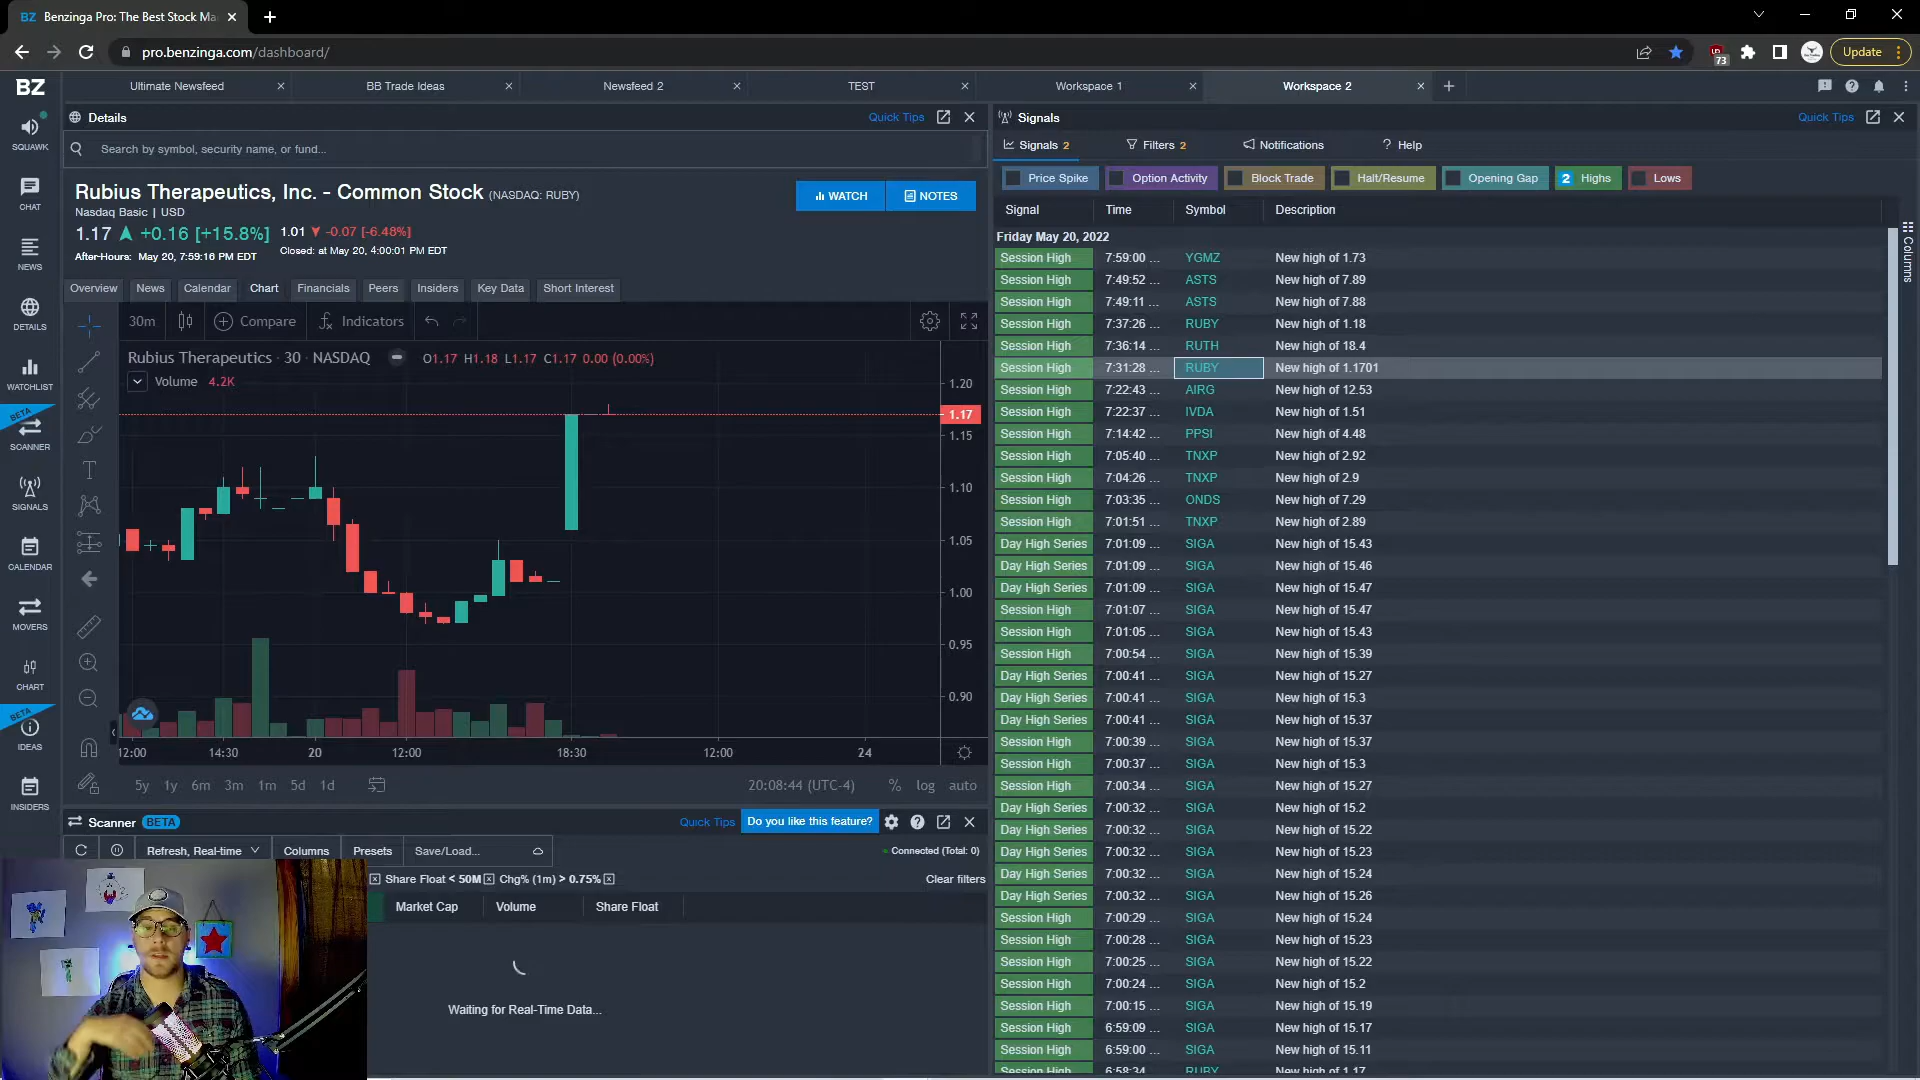 BZ Benzinga Pro: The Best Stock Ma
pro.benzinga.com/dashboard/
73
Update
BZ
Ultimate Newsfeed
BB Trade Ideas
Newsfeed 2
TEST
Workspace 1
Workspace 2
SQUAWK
CHAT
NEWS
DETAILS
WATCHLIST
BETA
SCANNER
SIGNALS
CALENDAR
MOVERS
CHART
BETA
IDEAS
INSIDERS
Details
Quick Tips
Search by symbol, security name, or fund...
Rubius Therapeutics, Inc. - Common Stock (NASDAQ: RUBY)
WATCH
NOTES
Nasdaq Basic | USD
1.17 +0.16 [+15.8%] 1.01 -0.07 [-6.48%]
After-Hours: May 20, 7:59:16 PM EDT Closed: at May 20, 4:00:01 PM EDT
Overview News Calendar Chart Financials Peers Insiders Key Data Short Interest
30m Compare Indicators
Rubius Therapeutics · 30 · NASDAQ O1.17 H1.18 L1.17 C1.17 0.00 (0.00%)
Volume 4.2K
1.20
1.17
1.15
1.10
1.05
1.00
0.95
0.90
12:00 14:30 20 12:00 18:30 12:00 24
5y 1y 6m 3m 1m 5d 1d 20:08:44 (UTC-4) % log auto
Scanner BETA Quick Tips Do you like this feature?
Refresh, Real-time Columns Presets Save/Load... Connected (Total: 0)
Share Float < 50M Chg% (1m) > 0.75% Clear filters
Market Cap Volume Share Float
Waiting for Real-Time Data...
Signals
Quick Tips
Signals 2 Filters 2 Notifications Help
Price Spike Option Activity Block Trade Halt/Resume Opening Gap 2 Highs Lows
Signal Time Symbol Description
Columns
Friday May 20, 2022
Session High 7:59:00 ... YGMZ New high of 1.73
Session High 7:49:52 ... ASTS New high of 7.89
Session High 7:49:11 ... ASTS New high of 7.88
Session High 7:37:26 ... RUBY New high of 1.18
Session High 7:36:14 ... RUTH New high of 18.4
Session High 7:31:28 ... RUBY New high of 1.1701
Session High 7:22:43 ... AIRG New high of 12.53
Session High 7:22:37 ... IVDA New high of 1.51
Session High 7:14:42 ... PPSI New high of 4.48
Session High 7:05:40 ... TNXP New high of 2.92
Session High 7:04:26 ... TNXP New high of 2.9
Session High 7:03:35 ... ONDS New high of 7.29
Session High 7:01:51 ... TNXP New high of 2.89
Day High Series 7:01:09 ... SIGA New high of 15.43
Day High Series 7:01:09 ... SIGA New high of 15.46
Day High Series 7:01:09 ... SIGA New high of 15.47
Session High 7:01:07 ... SIGA New high of 15.47
Session High 7:01:05 ... SIGA New high of 15.43
Session High 7:00:54 ... SIGA New high of 15.39
Day High Series 7:00:41 ... SIGA New high of 15.27
Day High Series 7:00:41 ... SIGA New high of 15.3
Day High Series 7:00:41 ... SIGA New high of 15.37
Session High 7:00:39 ... SIGA New high of 15.37
Session High 7:00:37 ... SIGA New high of 15.3
Session High 7:00:34 ... SIGA New high of 15.27
Day High Series 7:00:32 ... SIGA New high of 15.2
Day High Series 7:00:32 ... SIGA New high of 15.22
Day High Series 7:00:32 ... SIGA New high of 15.23
Day High Series 7:00:32 ... SIGA New high of 15.24
Day High Series 7:00:32 ... SIGA New high of 15.26
Session High 7:00:29 ... SIGA New high of 15.24
Session High 7:00:28 ... SIGA New high of 15.23
Session High 7:00:25 ... SIGA New high of 15.22
Session High 7:00:24 ... SIGA New high of 15.2
Session High 7:00:15 ... SIGA New high of 15.19
Session High 6:59:09 ... SIGA New high of 15.17
Session High 6:59:00 ... SIGA New high of 15.11
Session High 6:58:34 RUBY New high of 1.17